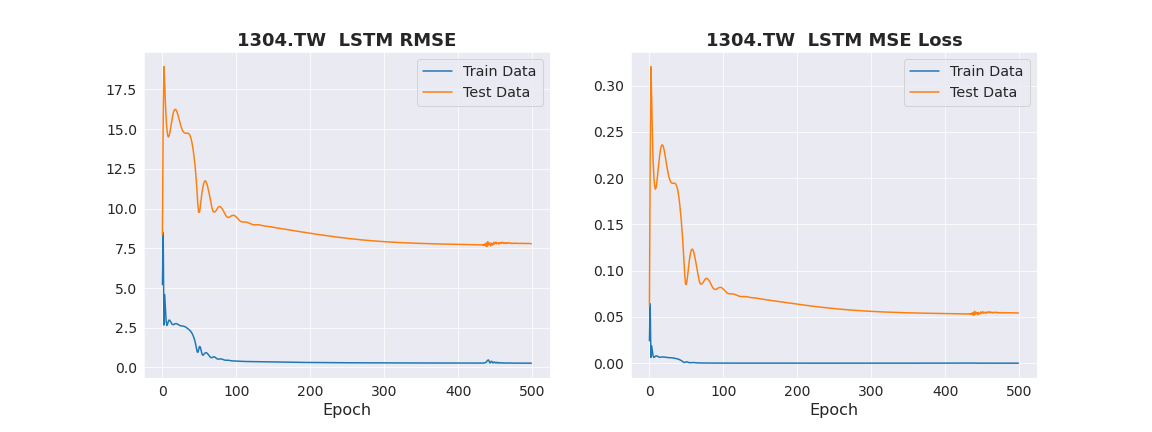 1304.TW  LSTM RMSE
Train Data
Test Data
17.5
15.0
12.5
10.0
7.5
5.0
2.5
0.0
0 100 200 300 400 500
Epoch
1304.TW  LSTM MSE Loss
Train Data
Test Data
0.30
0.25
0.20
0.15
0.10
0.05
0.00
0 100 200 300 400 500
Epoch